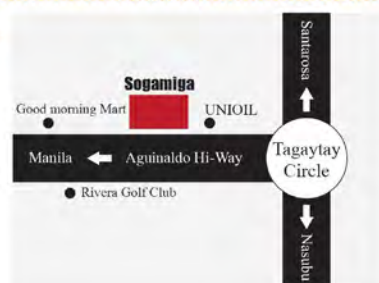 Santarosa
Sogamiga
Good morning Mart
UNIOIL
Manila
Aguinaldo Hi-Way
Tagaytay
Circle
Rivera Golf Club
Nasubu